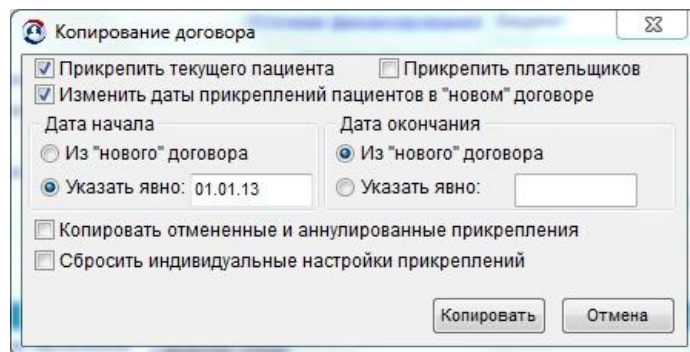 Копирование договора
Прикрепить текущего пациента Прикрепить плательщиков
Изменить даты прикреплений пациентов в "новом" договоре
Дата начала Дата окончания
Из "нового" договора Из "нового" договора
Указать явно: 01.01.13 Указать явно:
Копировать отмененные и аннулированные прикрепления
Сбросить индивидуальные настройки прикреплений
Копировать Отмена